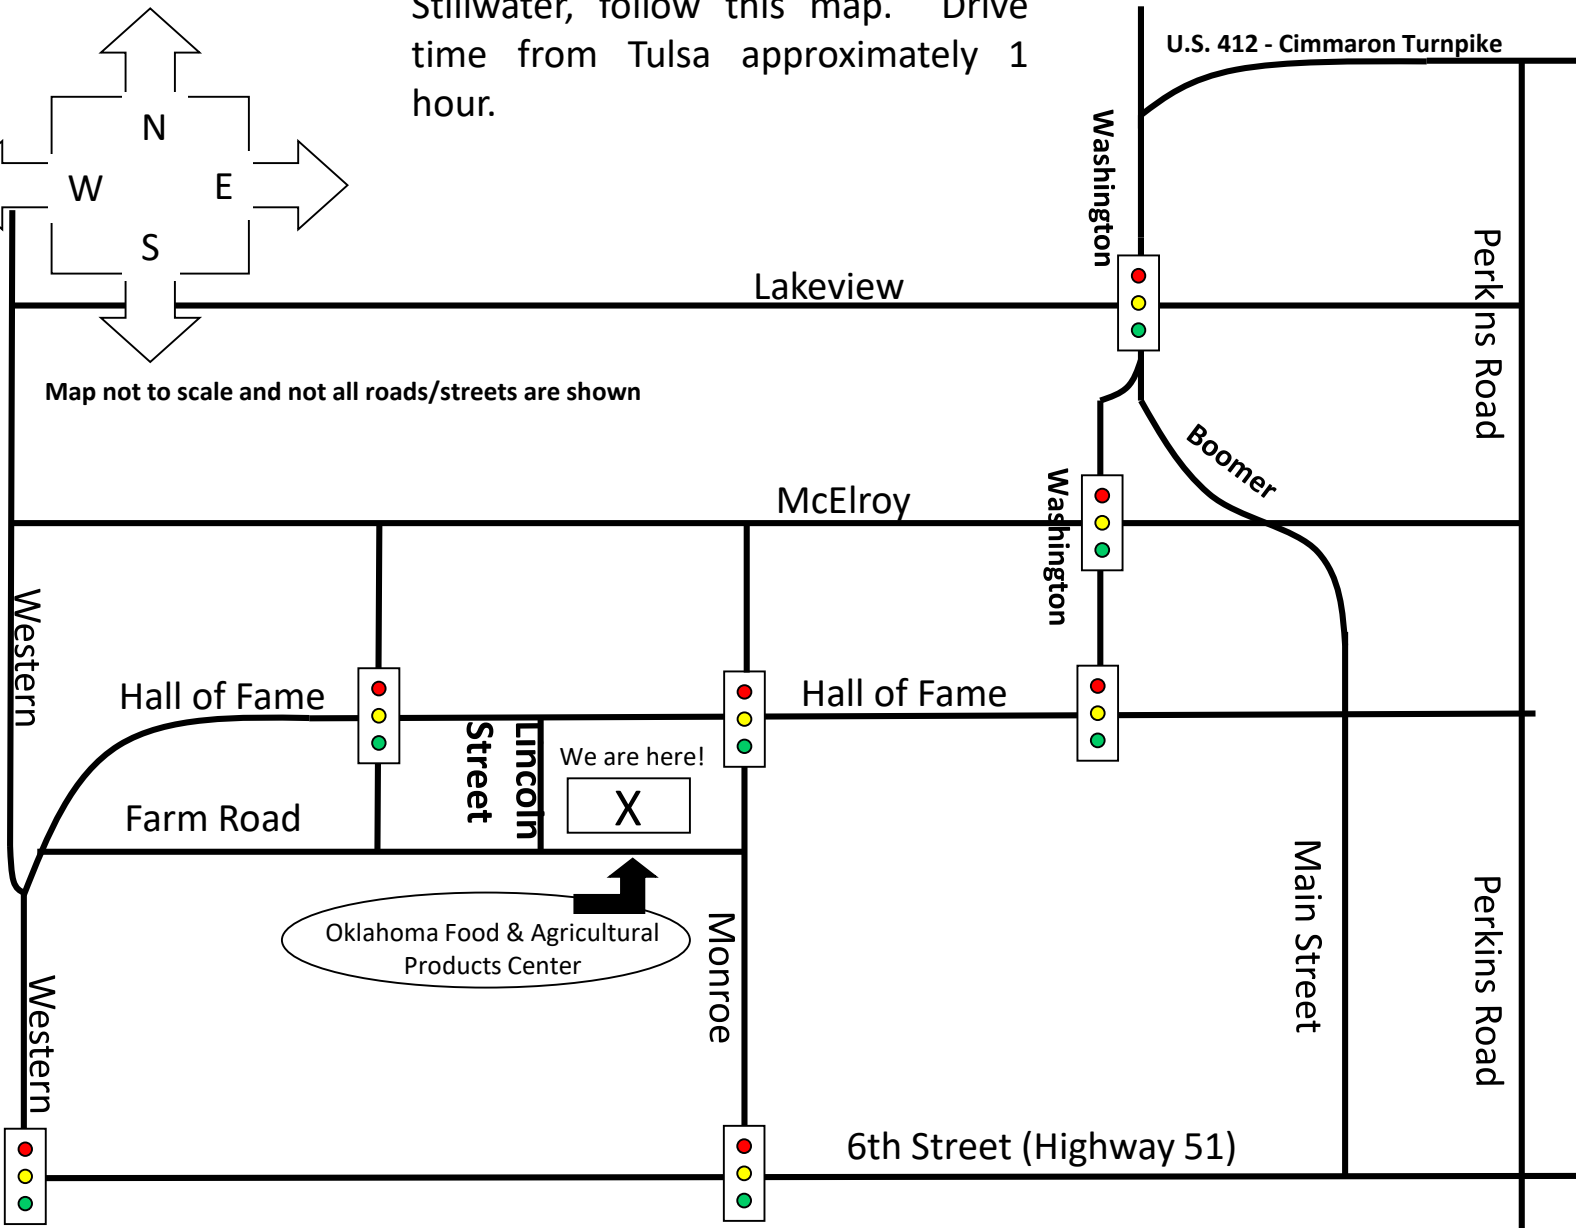 Stillwater, follow this map. Drive
time from Tulsa approximately 1
hour.
U.S. 412 - Cimmaron Turnpike
N
W E
S
Washington
Perkins Road
Lakeview
Map not to scale and not all roads/streets are shown
Boomer
McElroy
Washington
Western
Hall of Fame
Hall of Fame
Lincoln
Street
We are here!
X
Farm Road
Main Street
Perkins Road
Oklahoma Food & Agricultural
Products Center
Monroe
Western
6th Street (Highway 51)